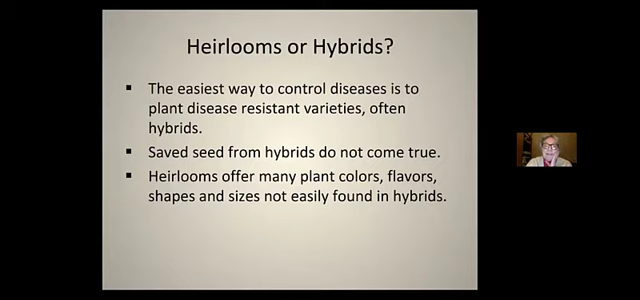 Heirlooms or Hybrids?
▪ The easiest way to control diseases is to
plant disease resistant varieties, often
hybrids.
▪ Saved seed from hybrids do not come true.
▪ Heirlooms offer many plant colors, flavors,
shapes and sizes not easily found in hybrids.